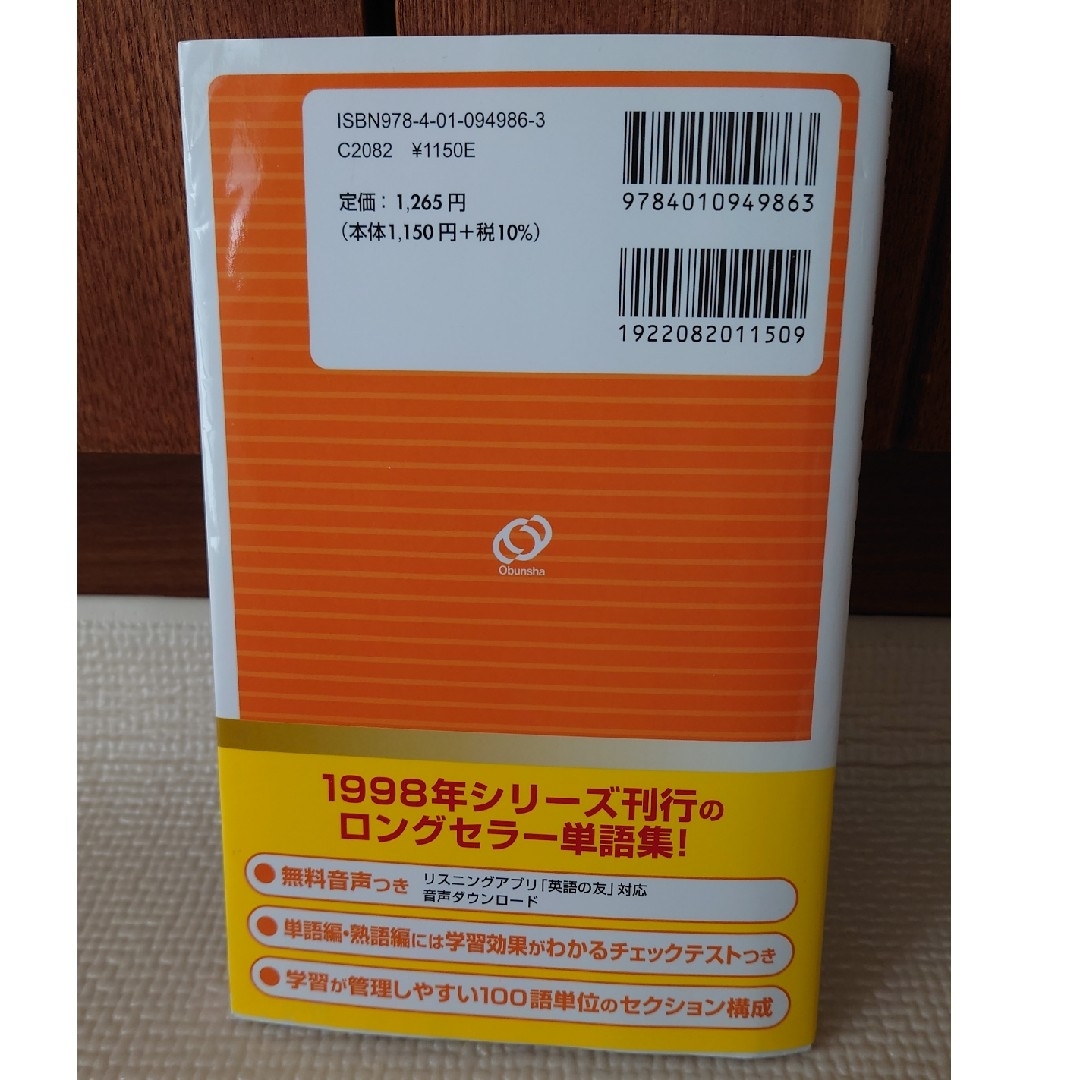 ISBN978-4-01-094986-3
C2082 ¥1150E
定価：1,265円
（本体1,150円＋税10%）
9784010949863
1922082011509
Obunsha
1998年シリーズ刊行の
ロングセラー単語集！
●無料音声つき リスニングアプリ「英語の友」対応
音声ダウンロード
●単語編・熟語編には学習効果がわかるチェックテストつき
●学習が管理しやすい100語単位のセクション構成